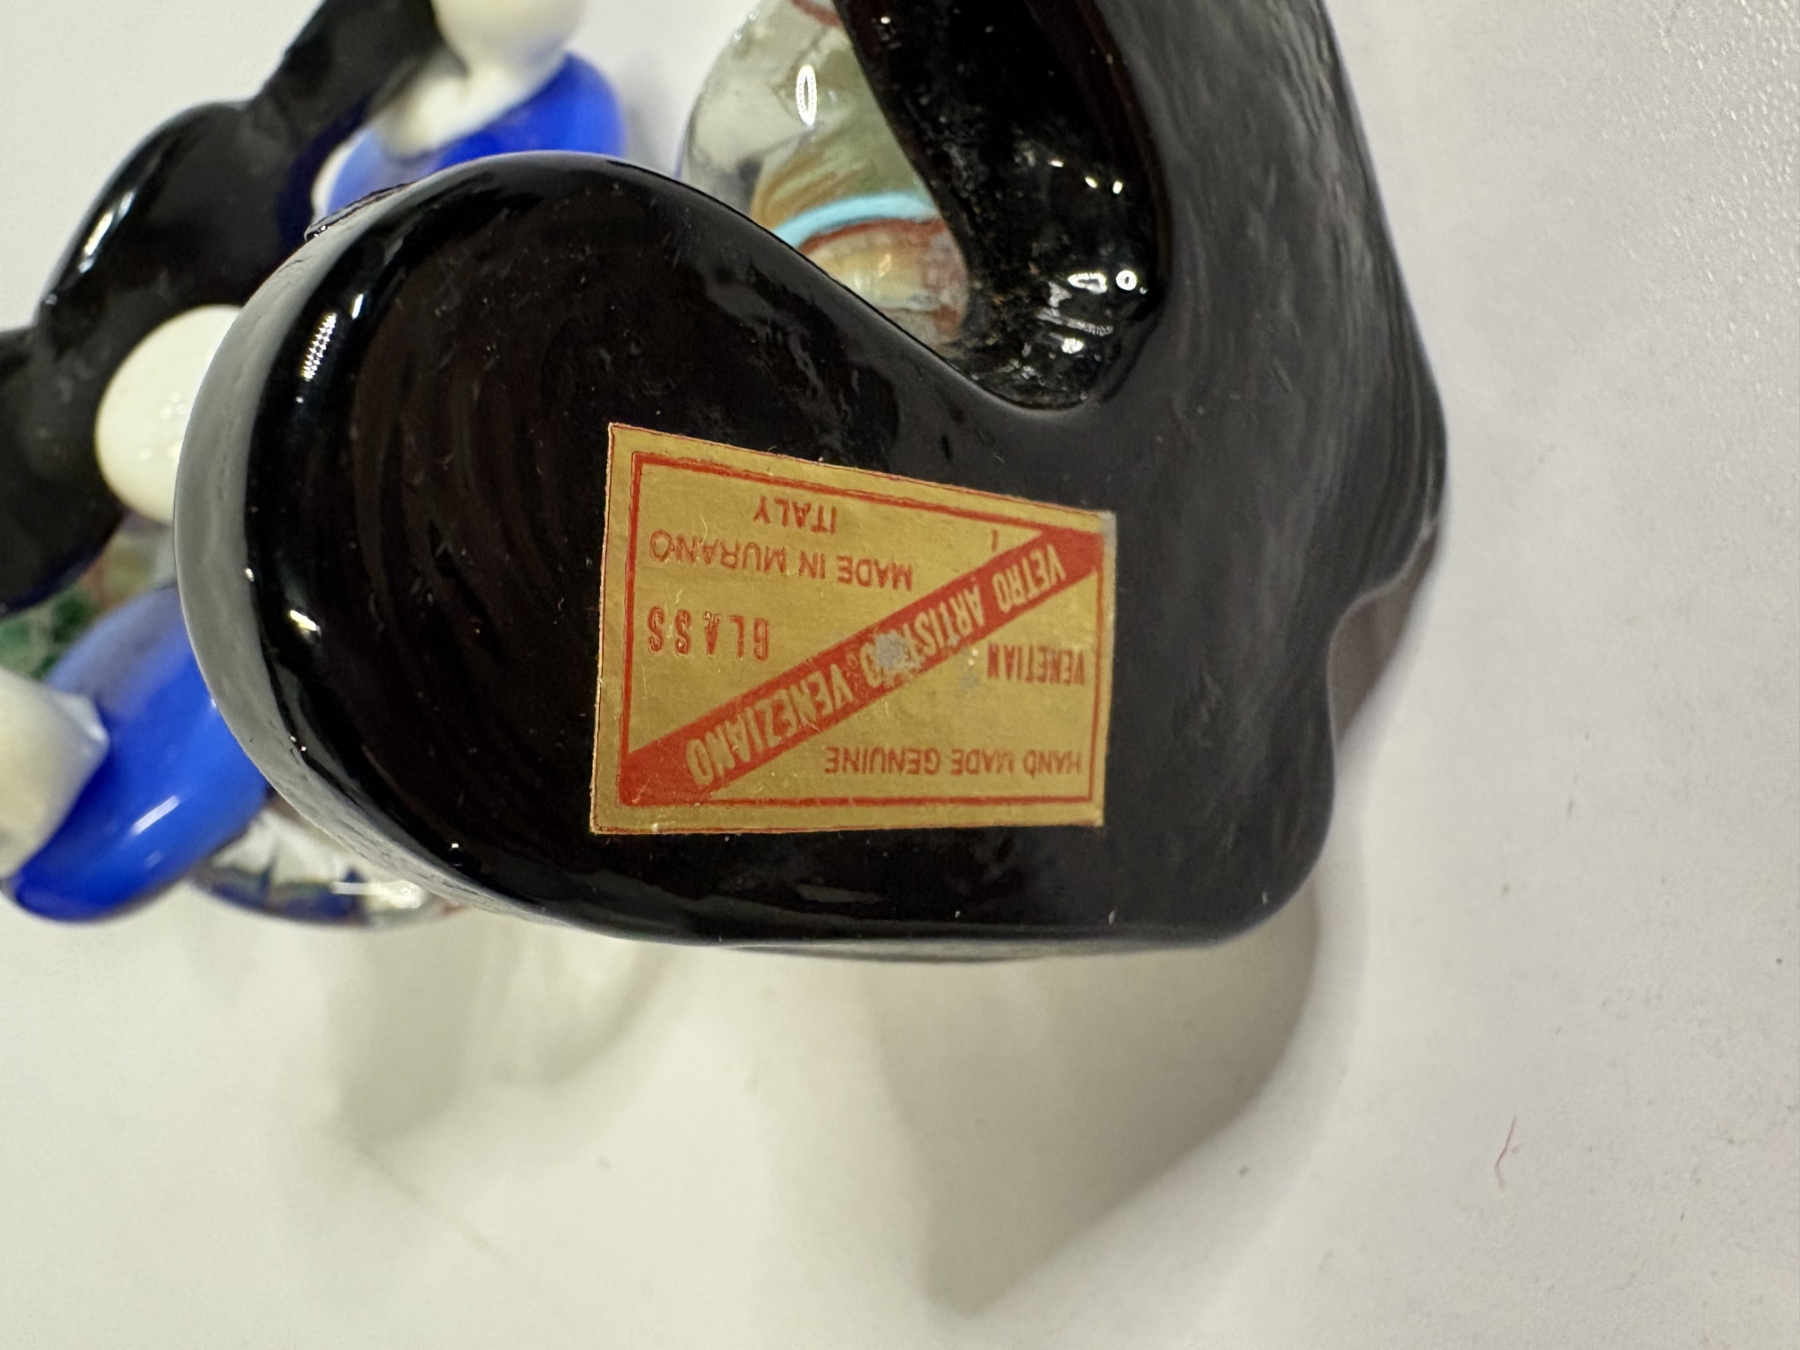 HAND MADE GENUINE
VENETIAN
VETRO ARTISTICO VENEZIANO
GLASS
MADE IN MURANO
ITALY